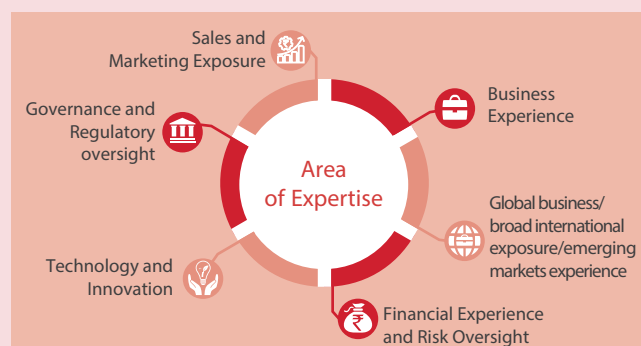 Sales and
Marketing Exposure
Governance and
Regulatory
oversight
Technology and
Innovation
Area
of Expertise
Business
Experience
Global business/
broad international
exposure/emerging
markets experience
₹
Financial Experience
and Risk Oversight